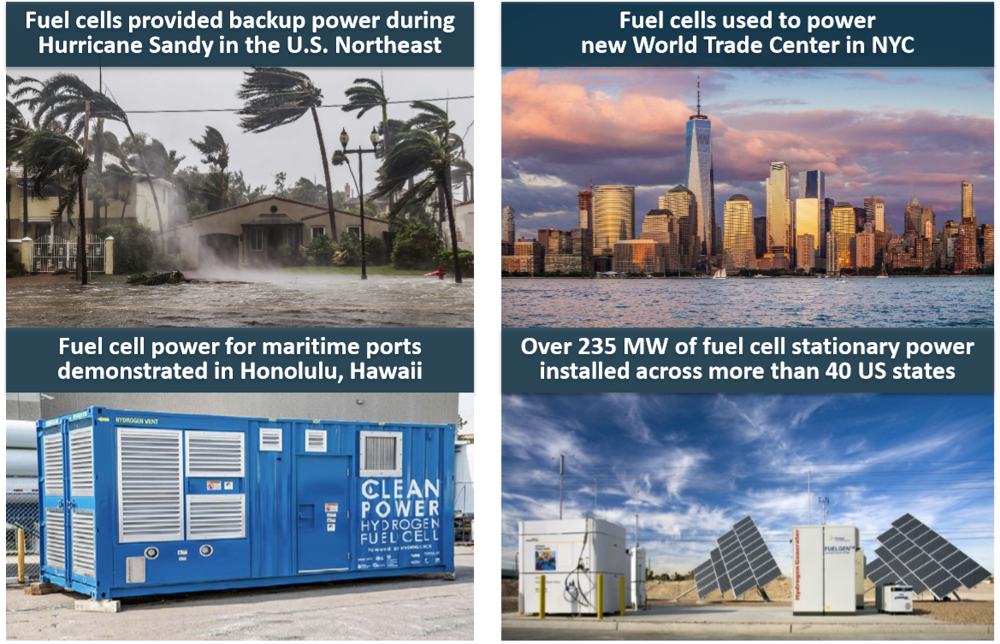 Fuel cells provided backup power during
Hurricane Sandy in the U.S. Northeast
Fuel cells used to power
new World Trade Center in NYC
Fuel cell power for maritime ports
demonstrated in Honolulu, Hawaii
HYDROGEN VENT
CLEAN
POWER
HYDROGEN
FUEL CELL
Powered BY HYDROGENICS
Over 235 MW of fuel cell stationary power
installed across more than 40 US states
Hydrogen Generator
FUELGEN